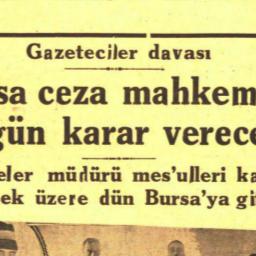 Gazeteciler davası
sa ceza mahkem
gün karar verece
eler müdürü mes'ulleri ka
ek üzere dün Bursa'ya gi